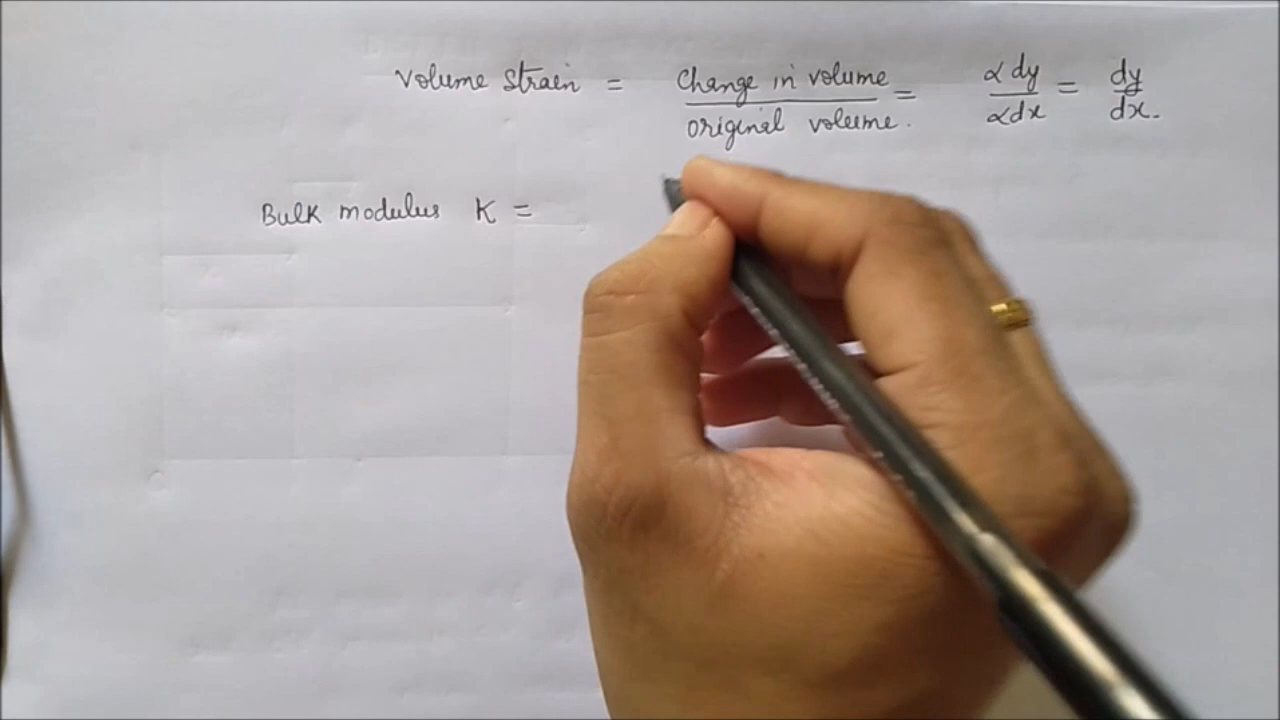 Volume Strain = Change in volume / original volume. = αdy / αdx = dy / dx.
Bulk modulus K =